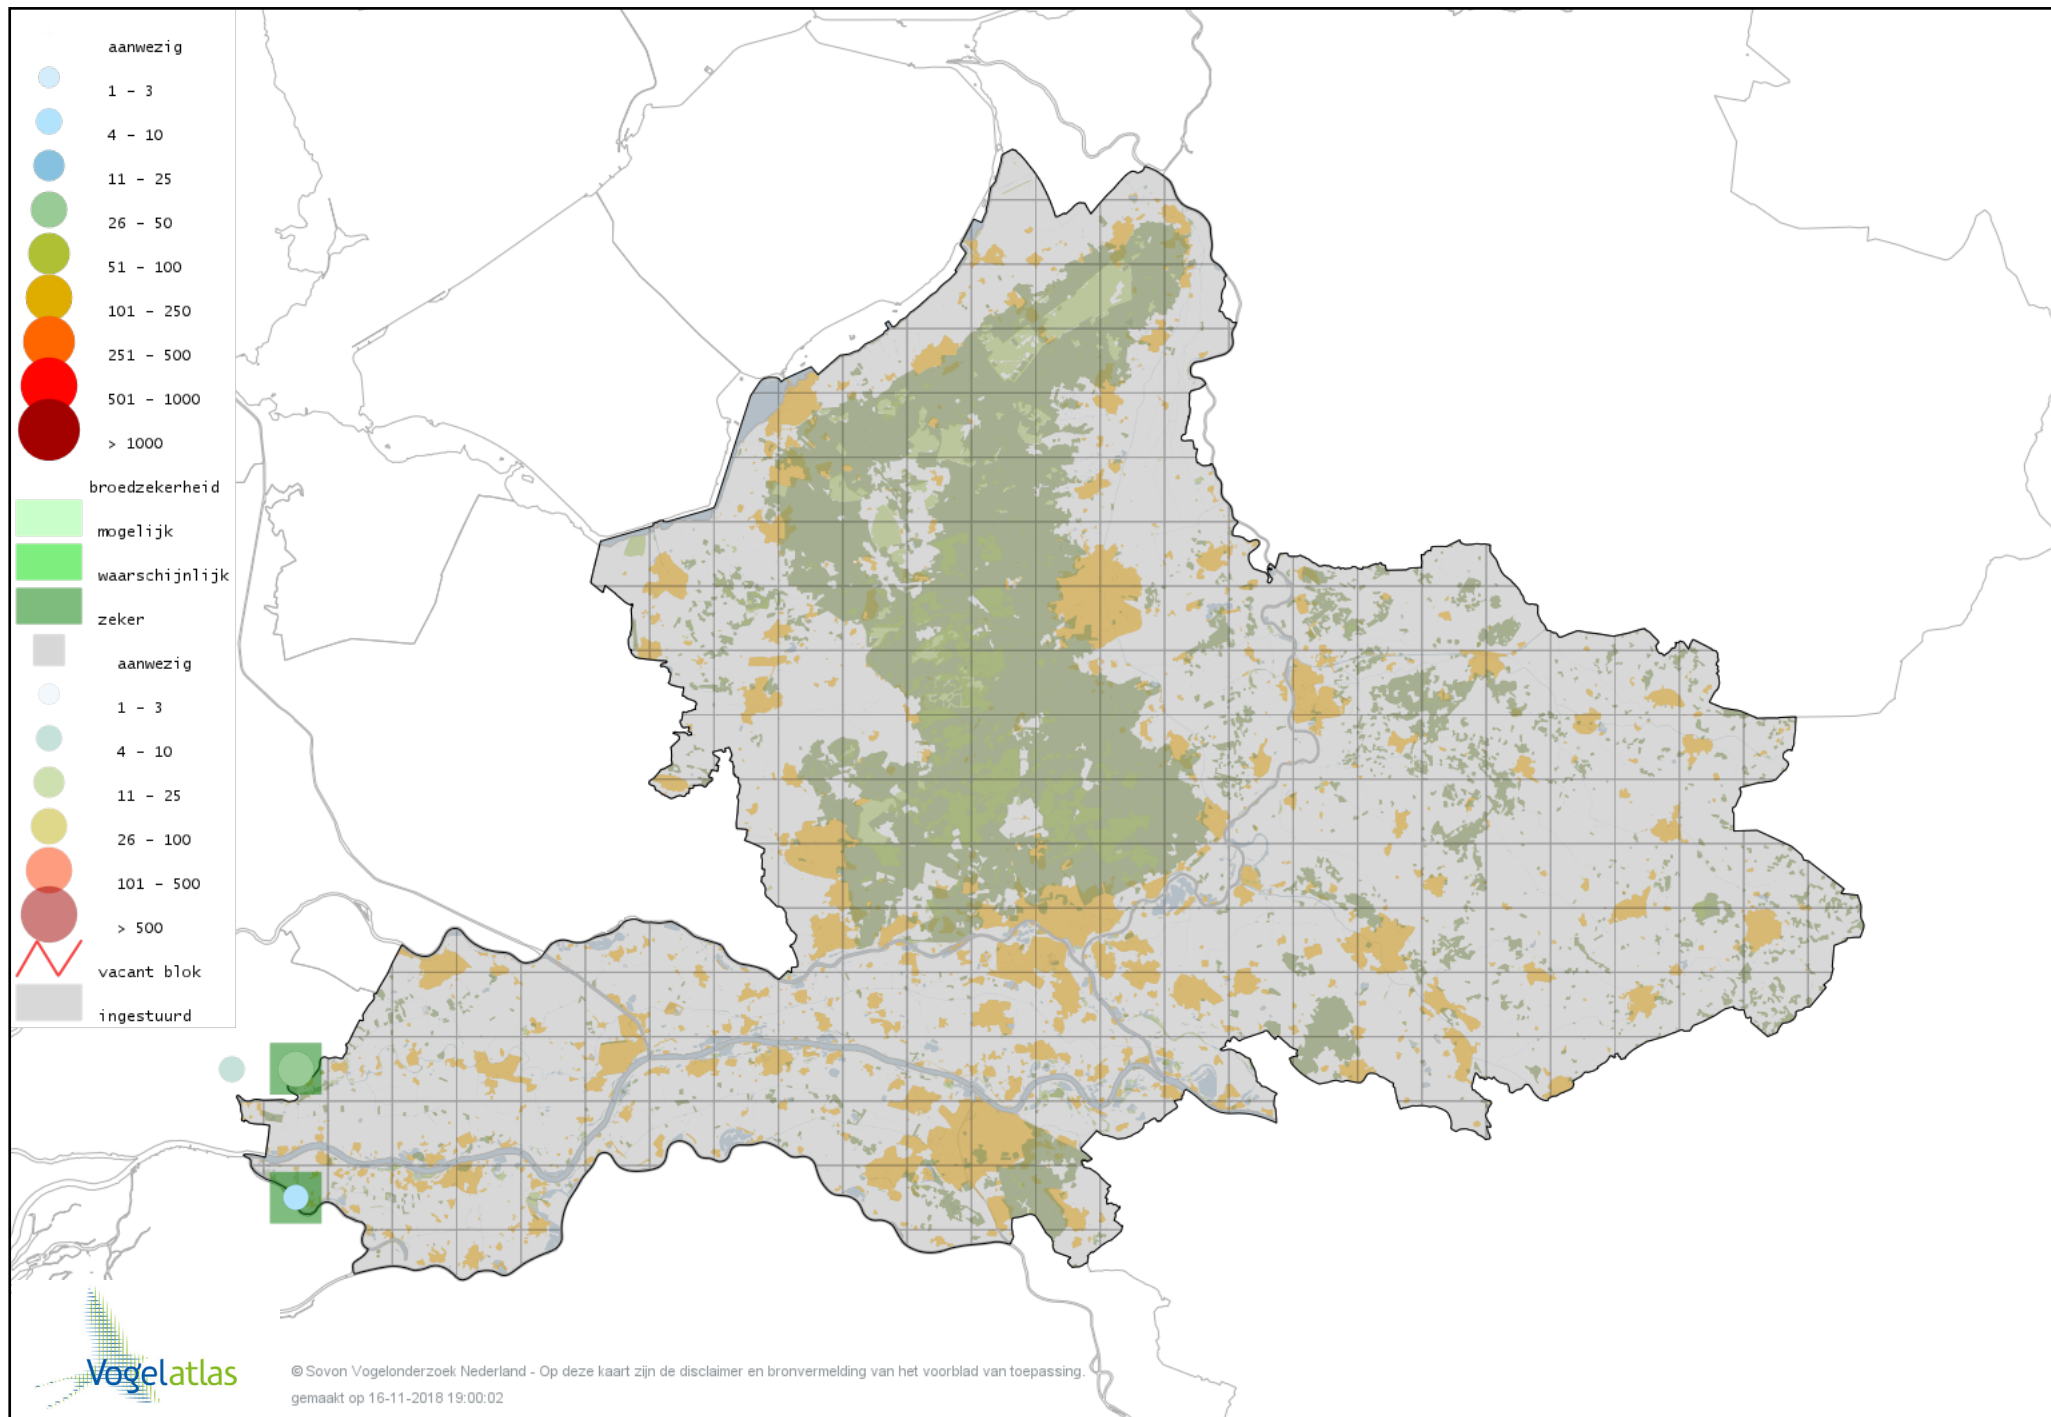 aanwezig
1 - 3
4 - 10
11 - 25
26 - 50
51 - 100
101 - 250
251 - 500
501 - 1000
> 1000
broedzekerheid
mogelijk
waarschijnlijk
zeker
aanwezig
1 - 3
4 - 10
11 - 25
26 - 100
101 - 500
> 500
vacant blok
ingestuurd
Vogelatlas
© Sovon Vogelonderzoek Nederland - Op deze kaart zijn de disclaimer en bronvermelding van het voorblad van toepassing.
gemaakt op 16-11-2018 19:00:02